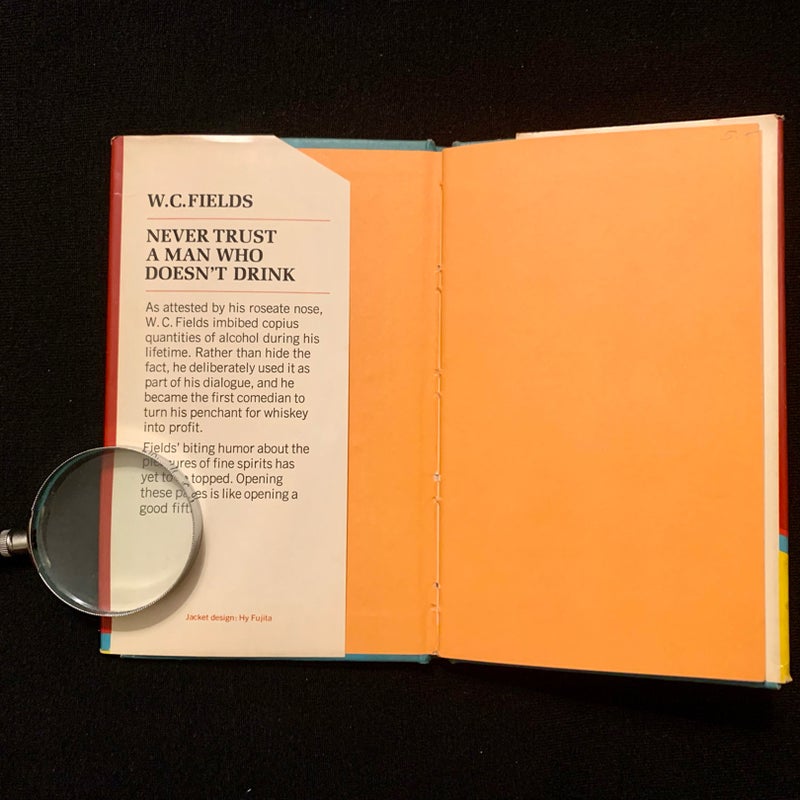 W.C.FIELDS
NEVER TRUST
A MAN WHO
DOESN'T DRINK
As attested by his roseate nose,
W. C. Fields imbibed copius
quantities of alcohol during his
lifetime. Rather than hide the
fact, he deliberately used it as
part of his dialogue, and he
became the first comedian to
turn his penchant for whiskey
into profit.
Fields' biting humor about the
of fine spirits has
yet to topped. Opening
these is like opening a
good
Jacket design: Hy Fujita